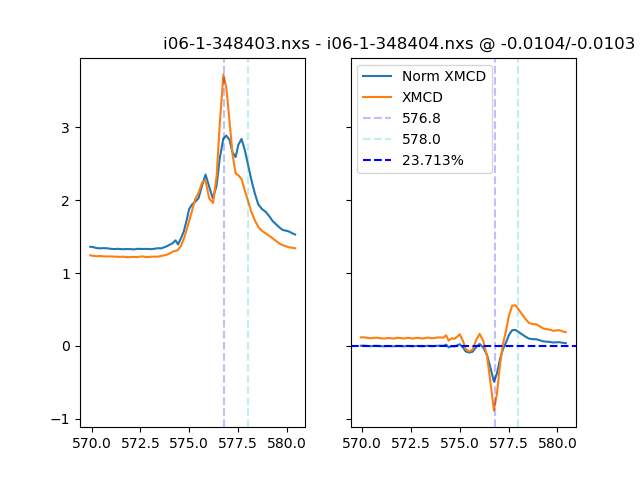 i06-1-348403.nxs - i06-1-348404.nxs @ -0.0104/-0.0103
Norm XMCD
XMCD
576.8
578.0
23.713%
3
2
1
0
−1
570.0 572.5 575.0 577.5 580.0
570.0 572.5 575.0 577.5 580.0